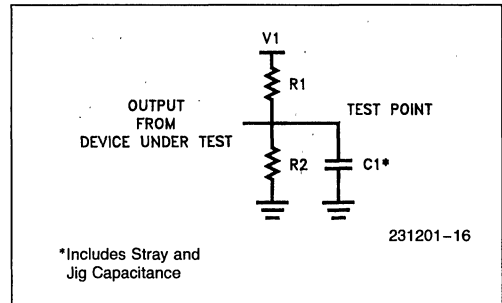 V1
R1
OUTPUT
FROM
DEVICE UNDER TEST
TEST POINT
R2
C1*
231201-16
*Includes Stray and
Jig Capacitance